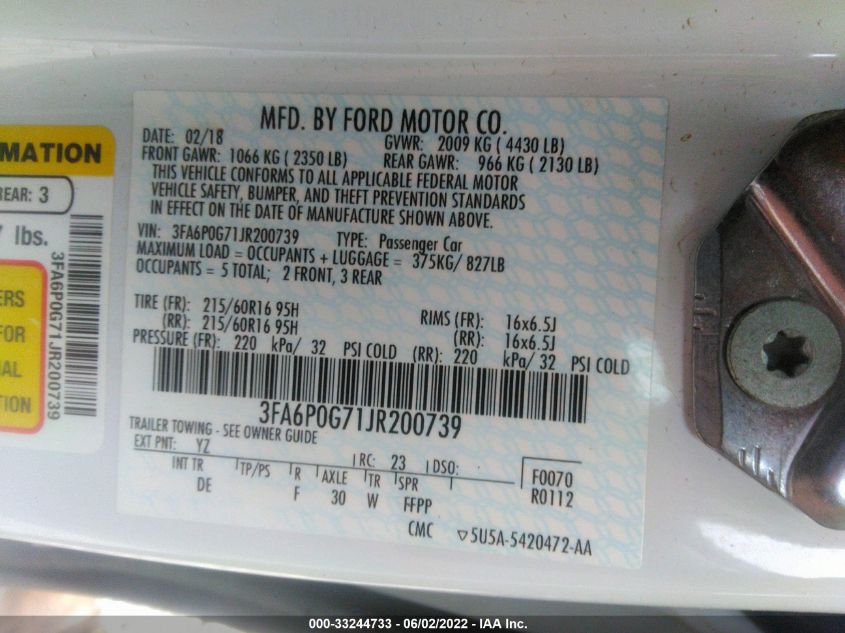 MATION
REAR: 3
lbs.
ERS
FOR
AL
TION
3FA6P0G71JR200739
MFD. BY FORD MOTOR CO.
DATE: 02/18 GVWR: 2009 KG ( 4430 LB)
FRONT GAWR: 1066 KG ( 2350 LB) REAR GAWR: 966 KG ( 2130 LB)
THIS VEHICLE CONFORMS TO ALL APPLICABLE FEDERAL MOTOR
VEHICLE SAFETY, BUMPER, AND THEFT PREVENTION STANDARDS
IN EFFECT ON THE DATE OF MANUFACTURE SHOWN ABOVE.
VIN: 3FA6P0G71JR200739 TYPE: Passenger Car
MAXIMUM LOAD = OCCUPANTS + LUGGAGE = 375KG/ 827LB
OCCUPANTS = 5 TOTAL; 2 FRONT, 3 REAR
TIRE (FR): 215/60R16 95H RIMS (FR): 16x6.5J
(RR): 215/60R16 95H (RR): 16x6.5J
PRESSURE (FR): 220 kPa/ 32 PSI COLD (RR): 220 kPa/ 32 PSI COLD
3FA6P0G71JR200739
TRAILER TOWING - SEE OWNER GUIDE
EXT PNT: YZ RC: 23 DSO: F0070
INT TR TP/PS R AXLE TR SPR R0112
DE F 30 W FFPP
CMC ▽5U5A-5420472-AA
000-33244733 - 06/02/2022 - IAA Inc.